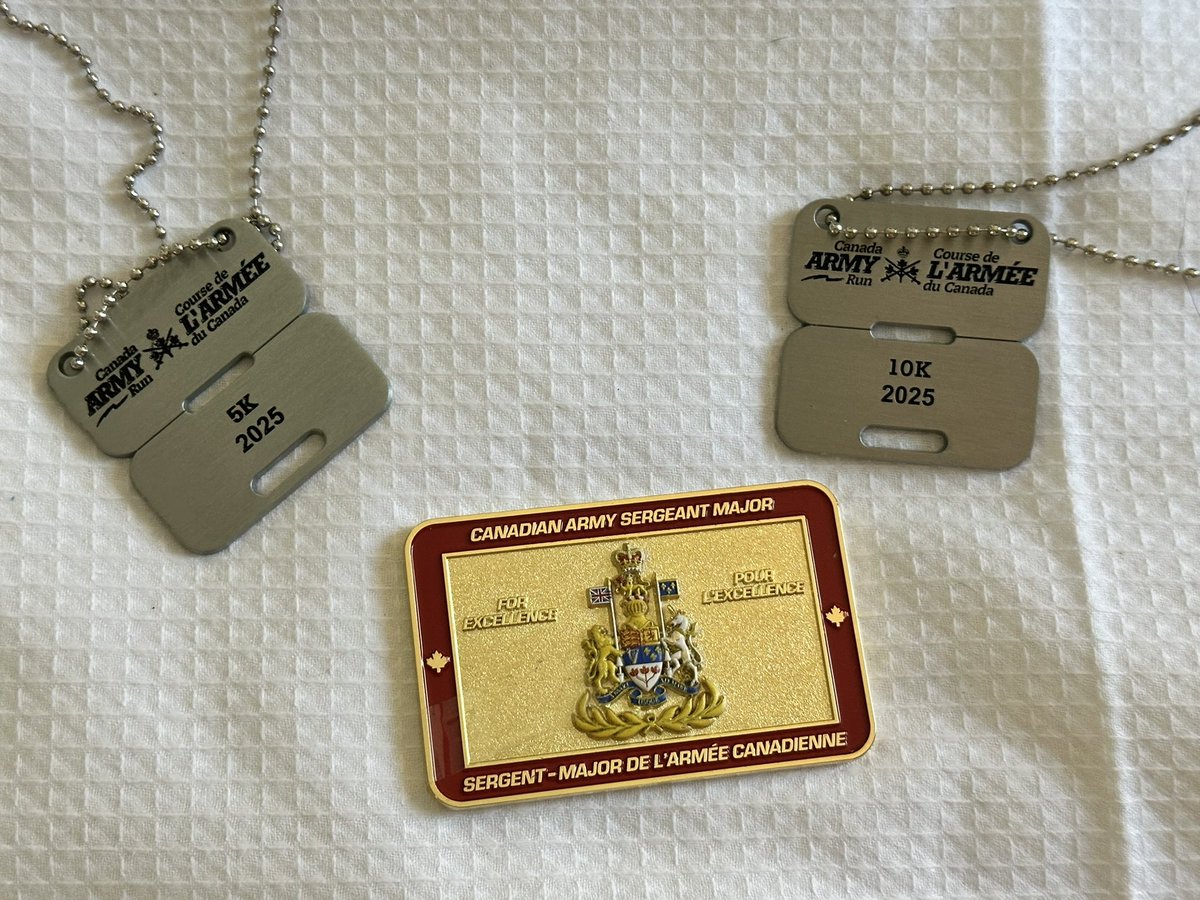 Canada
ARMY
Run
Course de
L'ARMÉE
du Canada
5K
2025
Canada
ARMY
Run
Course de
L'ARMÉE
du Canada
10K
2025
CANADIAN ARMY SERGEANT MAJOR
FOR
EXCELLENCE
POUR
L'EXCELLENCE
SERGENT-MAJOR DE L'ARMÉE CANADIENNE